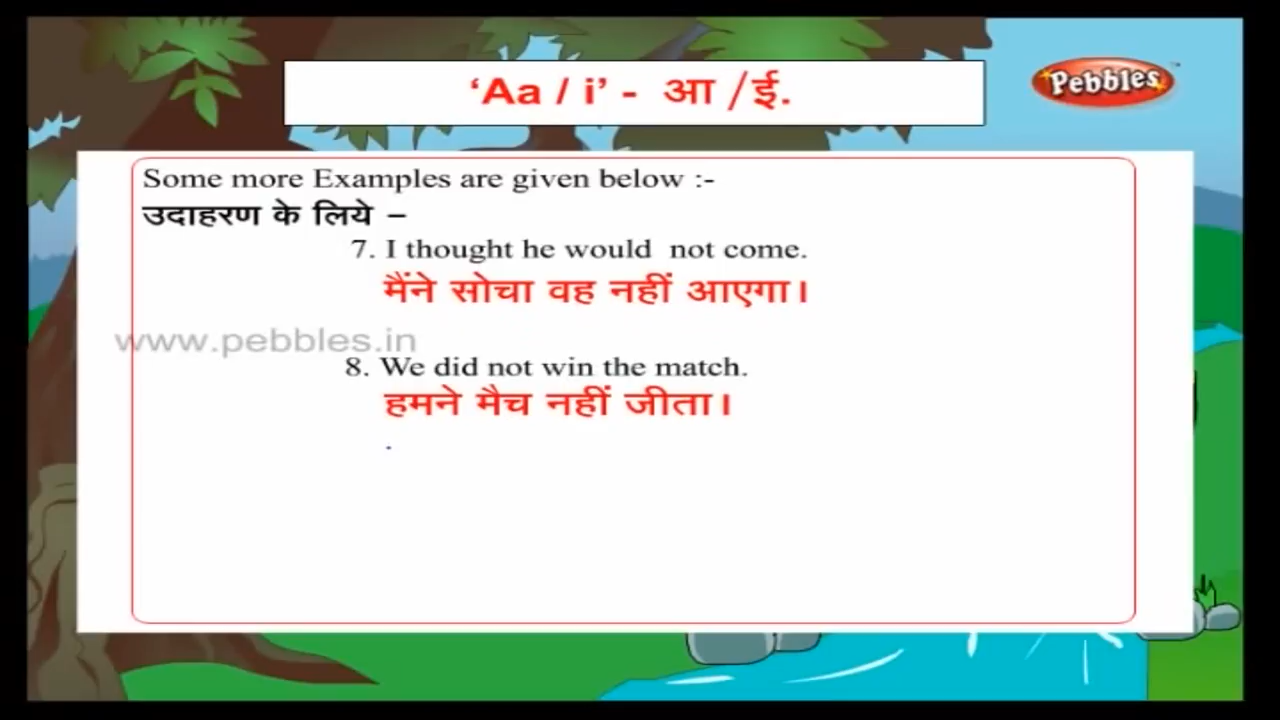 ‘Aa / i’ - आ /ई.
Pebbles
Some more Examples are given below :-
उदाहरण के लिये –
7. I thought he would not come.
मैंने सोचा वह नहीं आएगा।
www.pebbles.in
8. We did not win the match.
हमने मैच नहीं जीता।